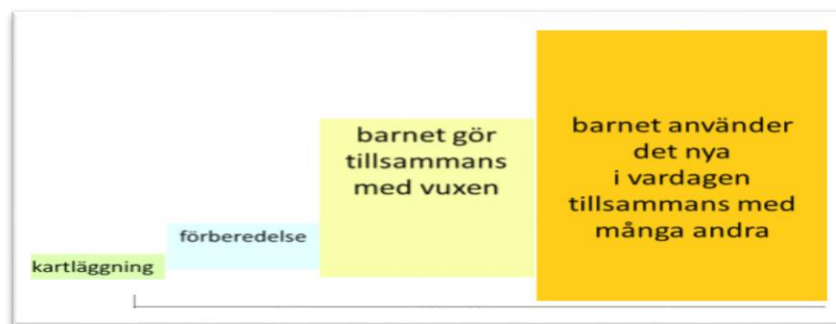 kartläggning
förberedelse
barnet gör
tillsammans
med vuxen
barnet använder
det nya
i vardagen
tillsammans med
många andra